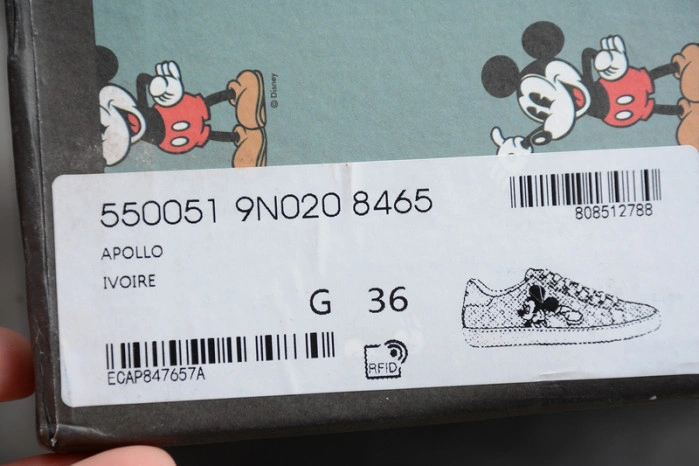 © Disney
550051 9N020 8465
808512788
APOLLO
IVOIRE
G 36
ECAP847657A
RFID